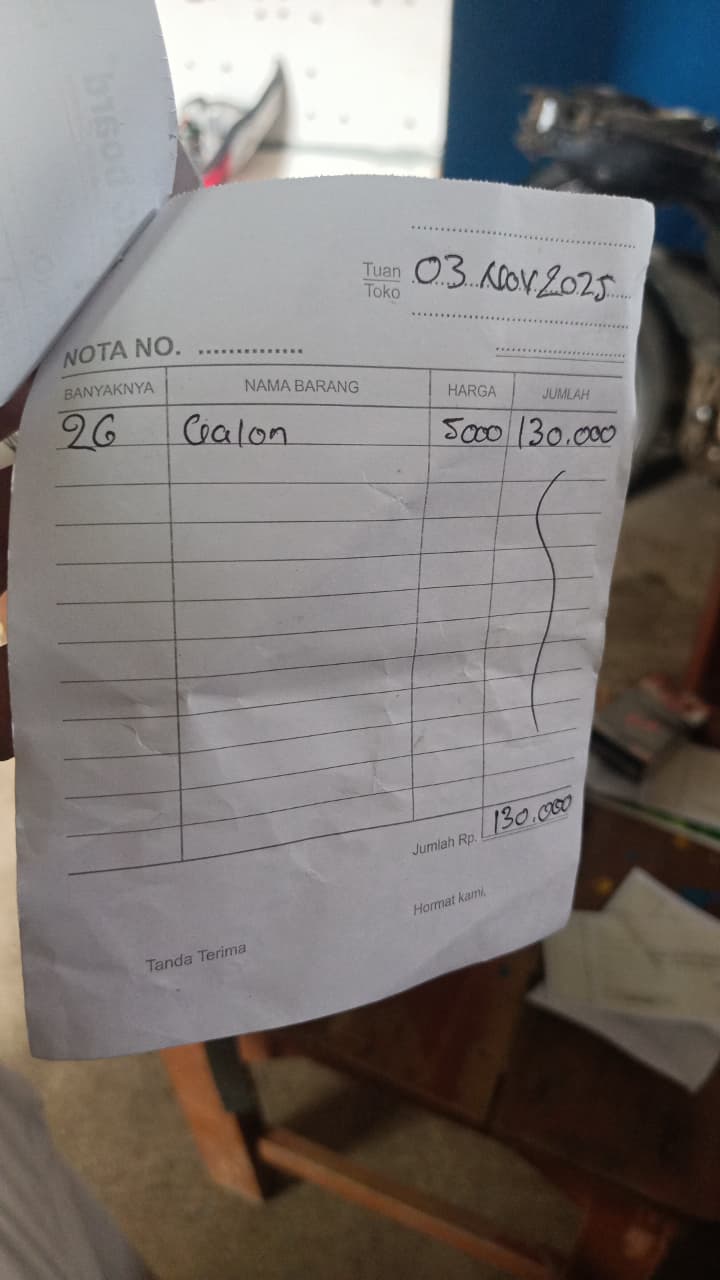 Tuan
Toko
03 Nov 2025
NOTA NO.
BANYAKNYA NAMA BARANG HARGA JUMLAH
26 Galon 5000 130.000
Jumlah Rp. 130.000
Hormat kami,
Tanda Terima